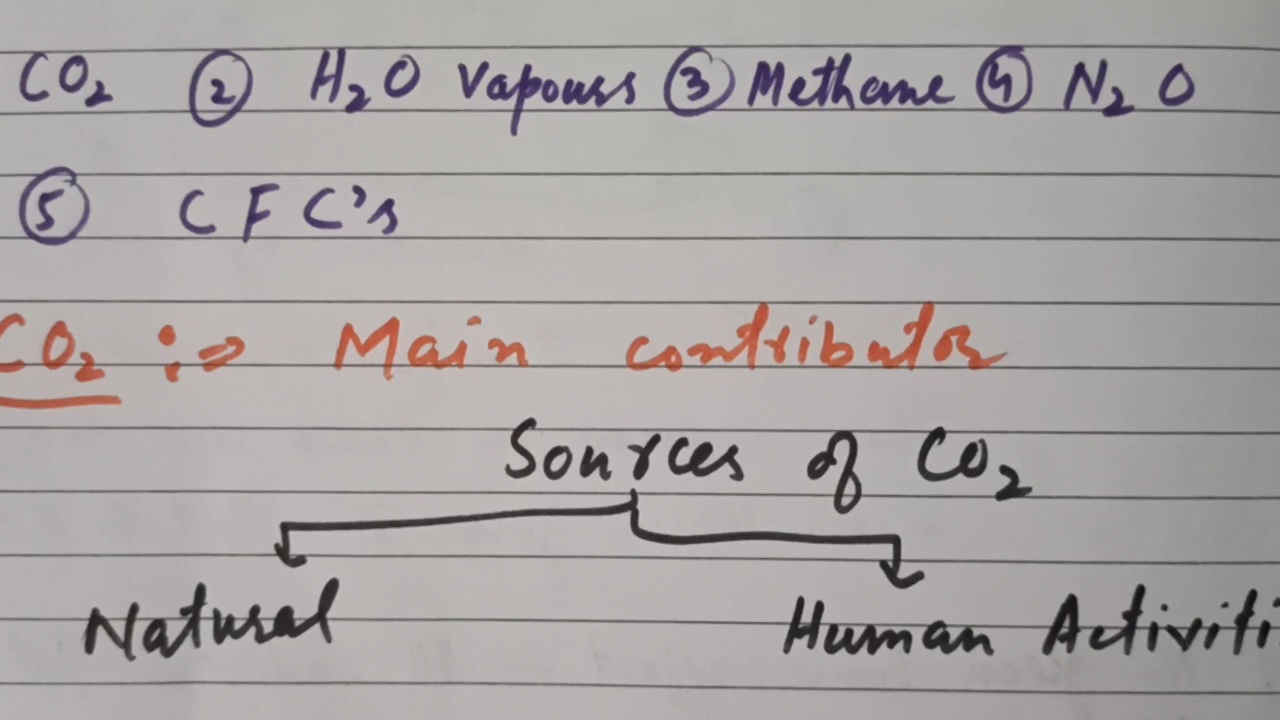 CO₂ ② H₂O Vapours ③ Methane ④ N₂O
⑤ CFC's
CO₂ :⇒ Main contributor
Sources of CO₂
Natural Human Activiti